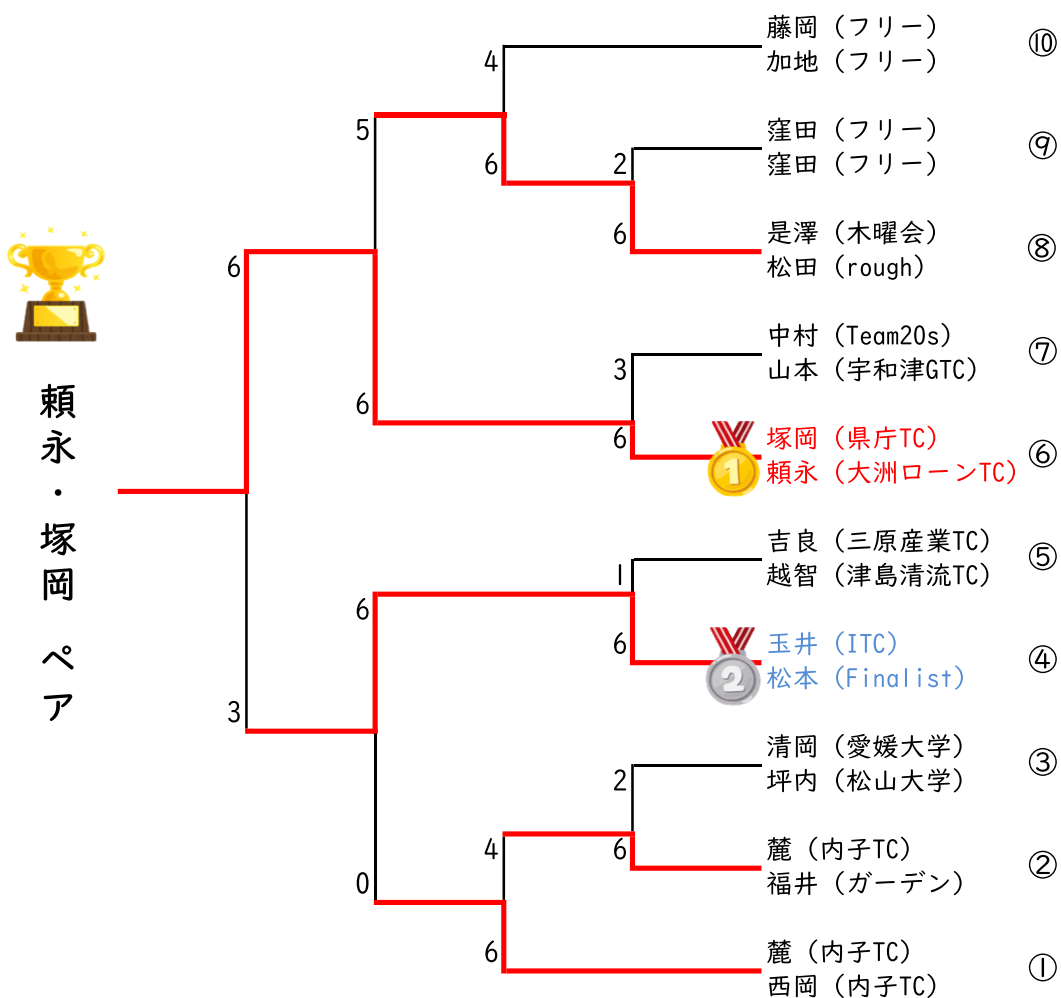 藤岡（フリー）
加地（フリー）
⑩
4
5
窪田（フリー）
窪田（フリー）
⑨
6
2
是澤（木曜会）
松田（rough）
⑧
6
6
中村（Team20s）
山本（宇和津GTC）
⑦
3
6
6
塚岡（県庁TC）
頼永（大洲ローンTC）
⑥
1
頼永・塚岡 ペア
吉良（三原産業TC）
越智（津島清流TC）
⑤
1
6
6
玉井（ITC）
松本（Finalist）
④
2
3
清岡（愛媛大学）
坪内（松山大学）
③
2
4
6
麓（内子TC）
福井（ガーデン）
②
0
6
麓（内子TC）
西岡（内子TC）
①